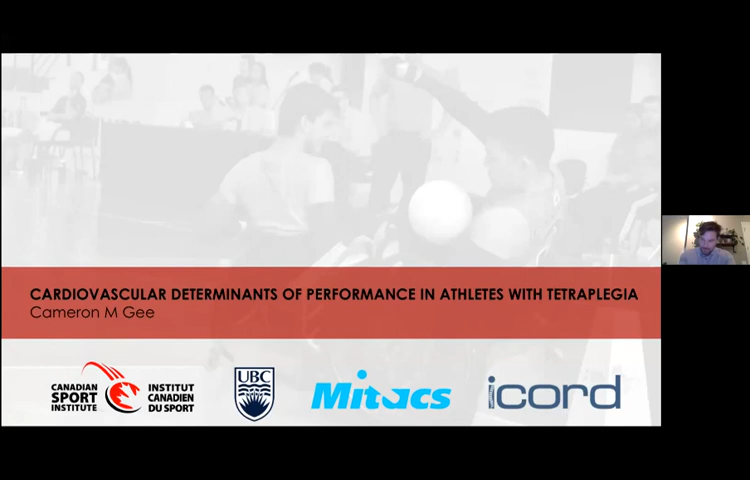 CARDIOVASCULAR DETERMINANTS OF PERFORMANCE IN ATHLETES WITH TETRAPLEGIA
Cameron M Gee
CANADIAN
SPORT
INSTITUTE
INSTITUT
CANADIEN
DU SPORT
UBC
Mitacs
icord